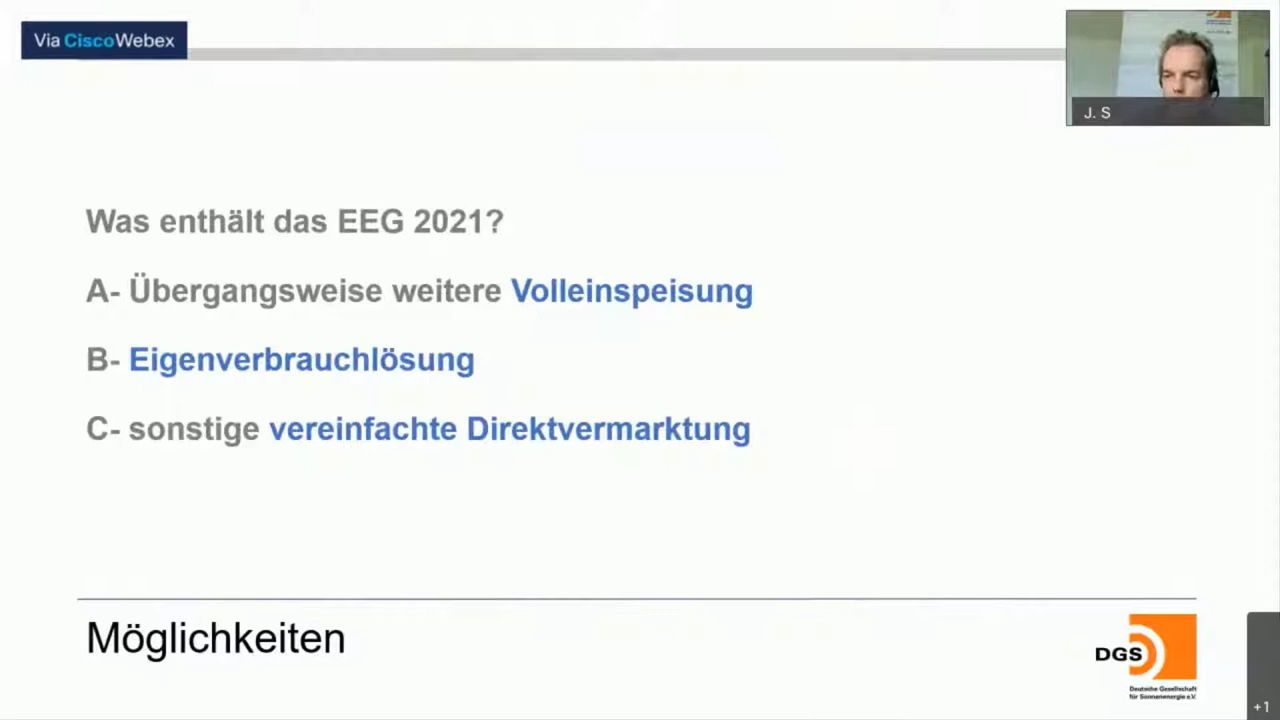 Via CiscoWebex
J. S
Was enthält das EEG 2021?
A- Übergangsweise weitere Volleinspeisung
B- Eigenverbrauchlösung
C- sonstige vereinfachte Direktvermarktung
Möglichkeiten
DGS
Deutsche Gesellschaft
für Sonnenenergie e.V.
+1